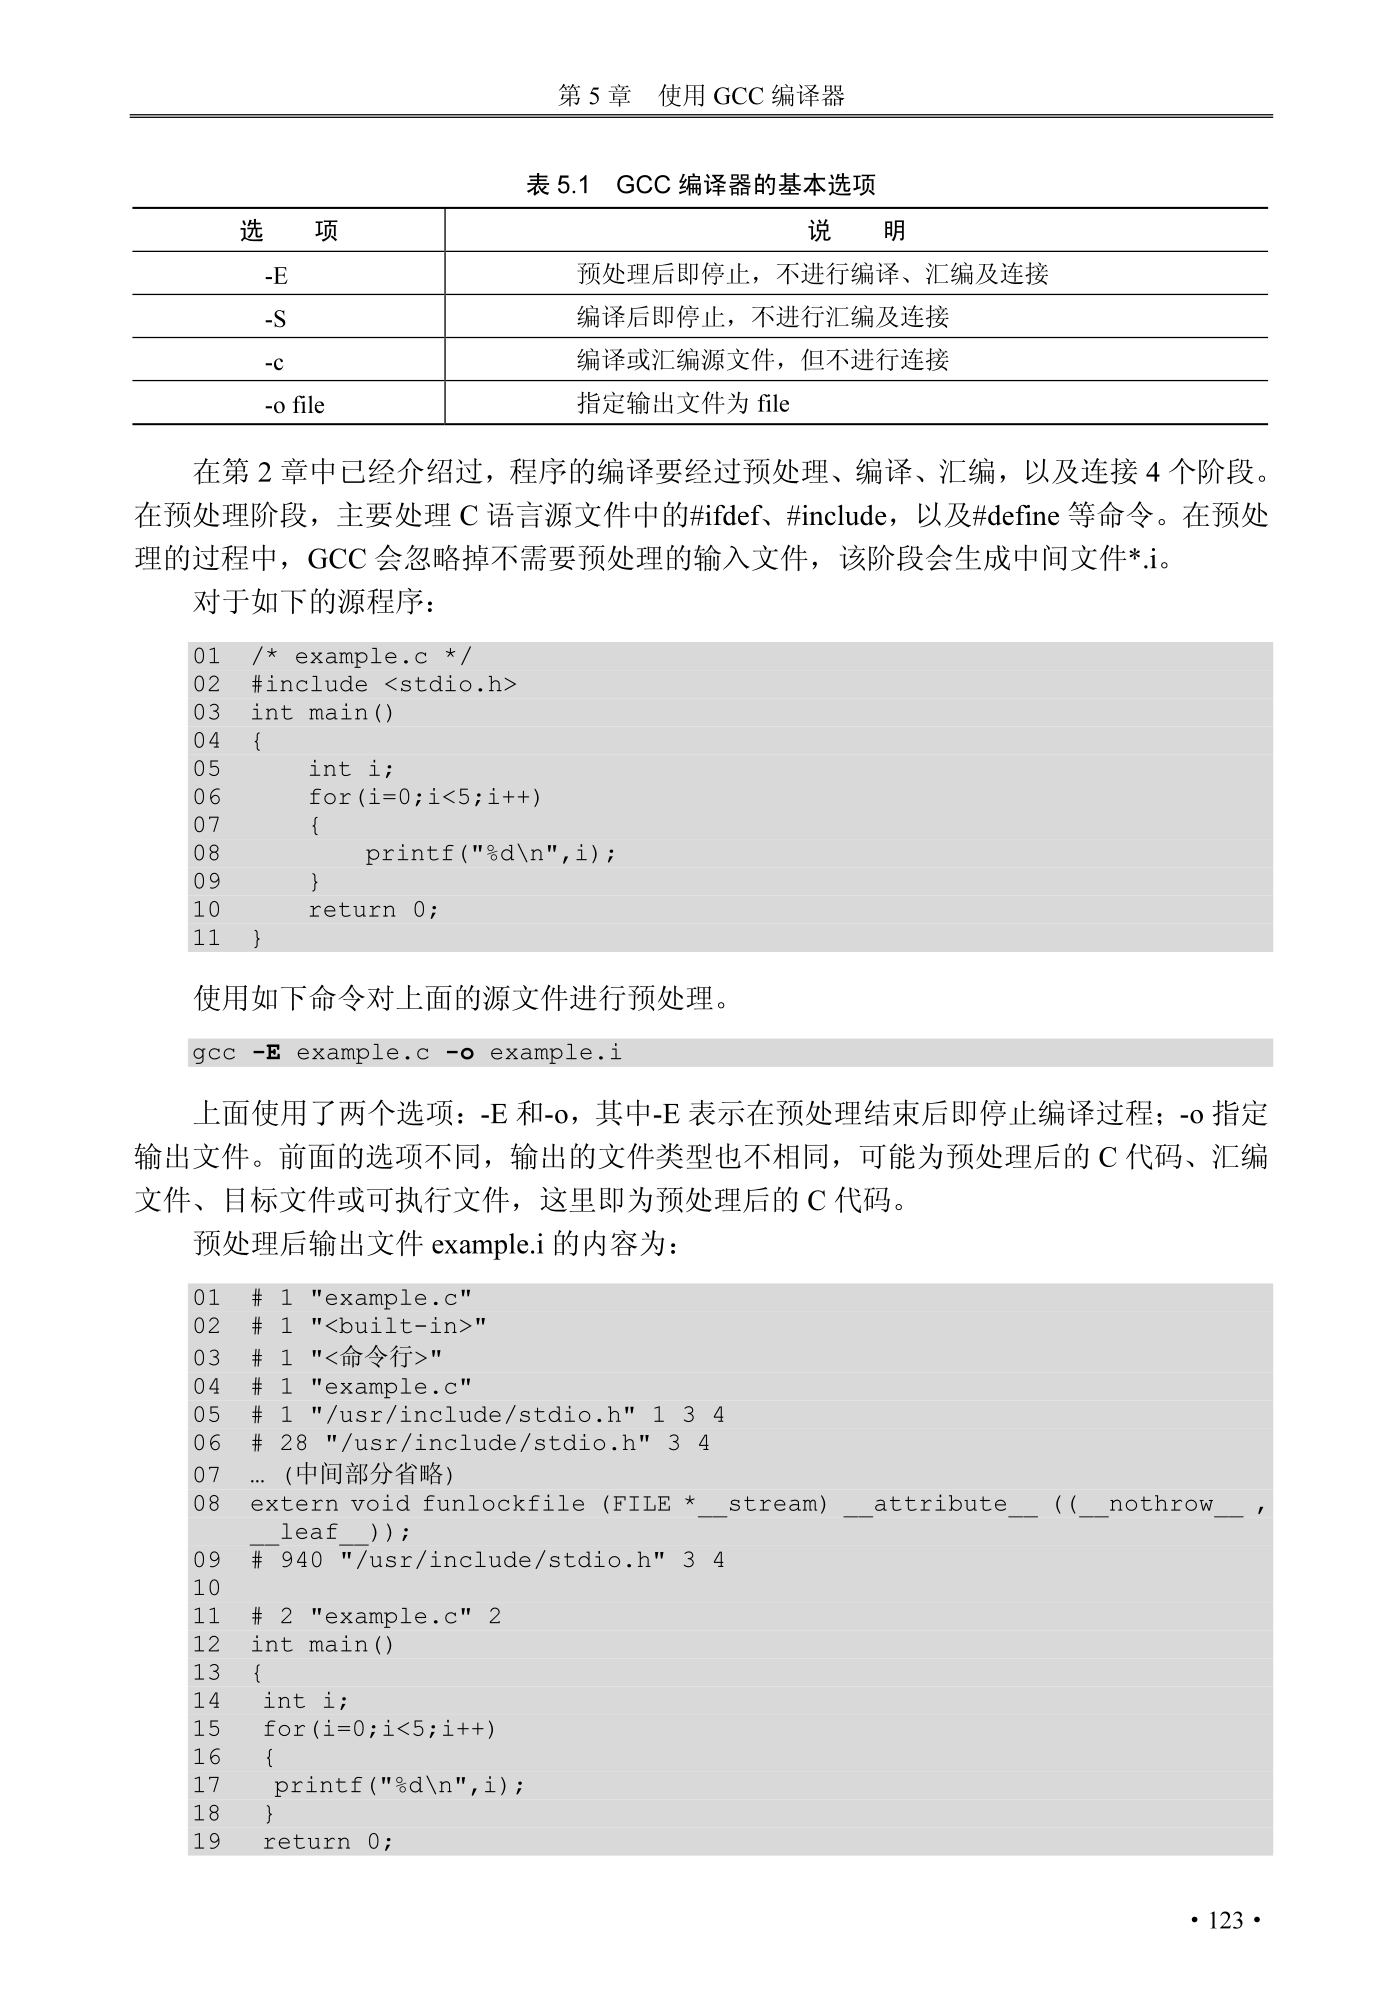 第 5 章　使用 GCC 编译器
表 5.1　GCC 编译器的基本选项
选　　项　　说　　明
-E　　预处理后即停止，不进行编译、汇编及连接
-S　　编译后即停止，不进行汇编及连接
-c　　编译或汇编源文件，但不进行连接
-o file　　指定输出文件为 file
在第 2 章中已经介绍过，程序的编译要经过预处理、编译、汇编，以及连接 4 个阶段。
在预处理阶段，主要处理 C 语言源文件中的#ifdef、#include，以及#define 等命令。在预处
理的过程中，GCC 会忽略掉不需要预处理的输入文件，该阶段会生成中间文件*.i。
对于如下的源程序：
01  /* example.c */
02  #include <stdio.h>
03  int main()
04  {
05      int i;
06      for(i=0;i<5;i++)
07      {
08          printf("%d\n",i);
09      }
10      return 0;
11  }
使用如下命令对上面的源文件进行预处理。
gcc -E example.c -o example.i
上面使用了两个选项：-E 和-o，其中-E 表示在预处理结束后即停止编译过程；-o 指定
输出文件。前面的选项不同，输出的文件类型也不相同，可能为预处理后的 C 代码、汇编
文件、目标文件或可执行文件，这里即为预处理后的 C 代码。
预处理后输出文件 example.i 的内容为：
01  # 1 "example.c"
02  # 1 "<built-in>"
03  # 1 "<命令行>"
04  # 1 "example.c"
05  # 1 "/usr/include/stdio.h" 1 3 4
06  # 28 "/usr/include/stdio.h" 3 4
07  … (中间部分省略)
08  extern void funlockfile (FILE *__stream) __attribute__ ((__nothrow__ ,
    __leaf__));
09  # 940 "/usr/include/stdio.h" 3 4
10
11  # 2 "example.c" 2
12  int main()
13  {
14   int i;
15   for(i=0;i<5;i++)
16   {
17    printf("%d\n",i);
18   }
19   return 0;
• 123 •